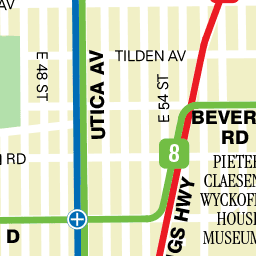 AV
TILDEN AV
E 48 ST
UTICA AV
E 54 ST
BEVER
RD
8
RD
PIETER
CLAESEN
WYCKOFF
HOUSE
MUSEUM
GS HWY
D